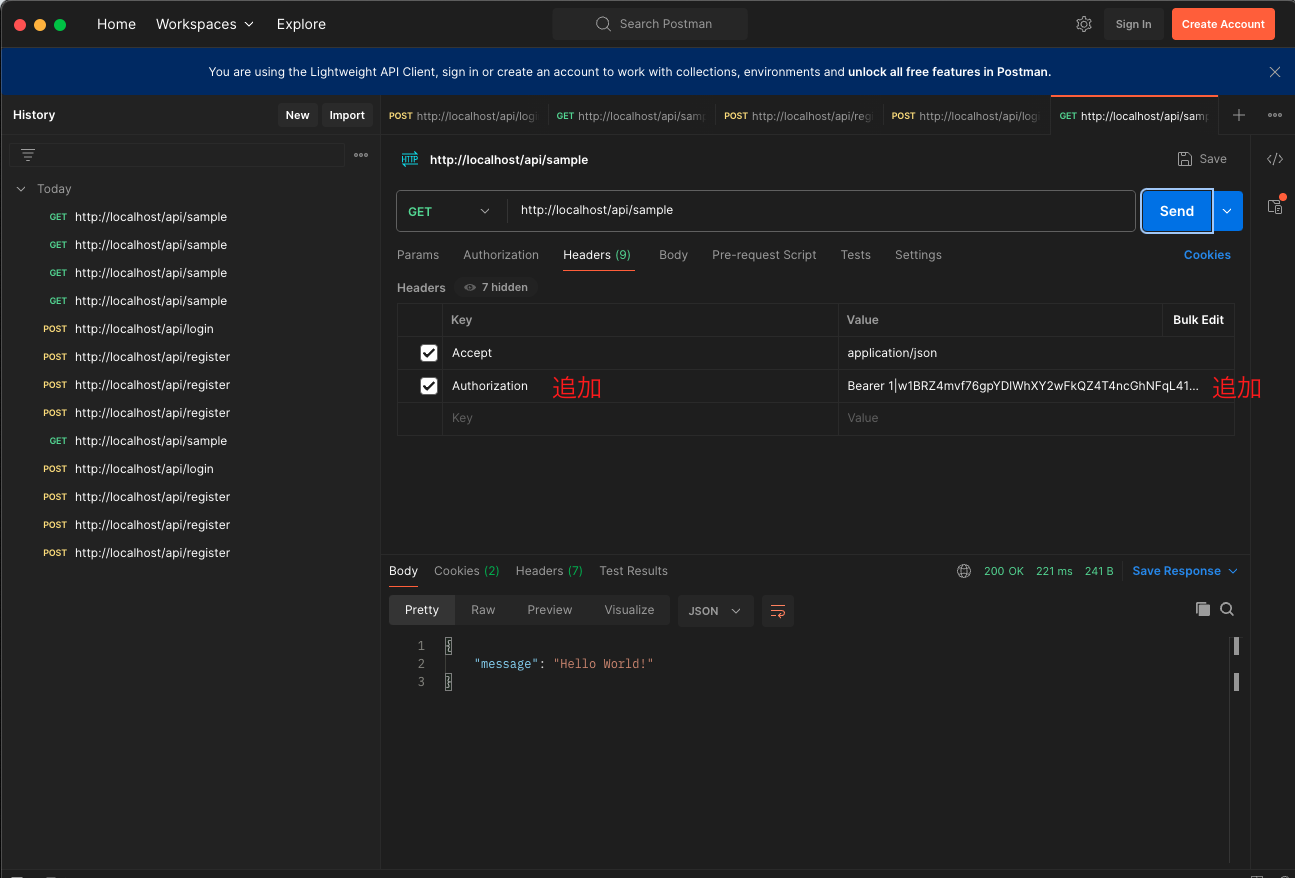 Home Workspaces Explore Search Postman Sign In Create Account
You are using the Lightweight API Client, sign in or create an account to work with collections, environments and unlock all free features in Postman.
History New Import
POST http://localhost/api/logi GET http://localhost/api/samp POST http://localhost/api/reg POST http://localhost/api/log GET http://localhost/api/samp
HTTP http://localhost/api/sample Save
Today
GET http://localhost/api/sample
GET http://localhost/api/sample
GET http://localhost/api/sample
GET http://localhost/api/sample
POST http://localhost/api/login
POST http://localhost/api/register
POST http://localhost/api/register
POST http://localhost/api/register
GET http://localhost/api/sample
POST http://localhost/api/login
POST http://localhost/api/register
POST http://localhost/api/register
POST http://localhost/api/register
GET http://localhost/api/sample Send
Params Authorization Headers (9) Body Pre-request Script Tests Settings Cookies
Headers 7 hidden
Key Value Bulk Edit
Accept application/json
Authorization 追加 Bearer 1|w1BRZ4mvf76gpYDIWhXY2wFkQZ4T4ncGhNFqL41... 追加
Key Value
Body Cookies (2) Headers (7) Test Results 200 OK 221 ms 241 B Save Response
Pretty Raw Preview Visualize JSON
1 {
2 "message": "Hello World!"
3 }